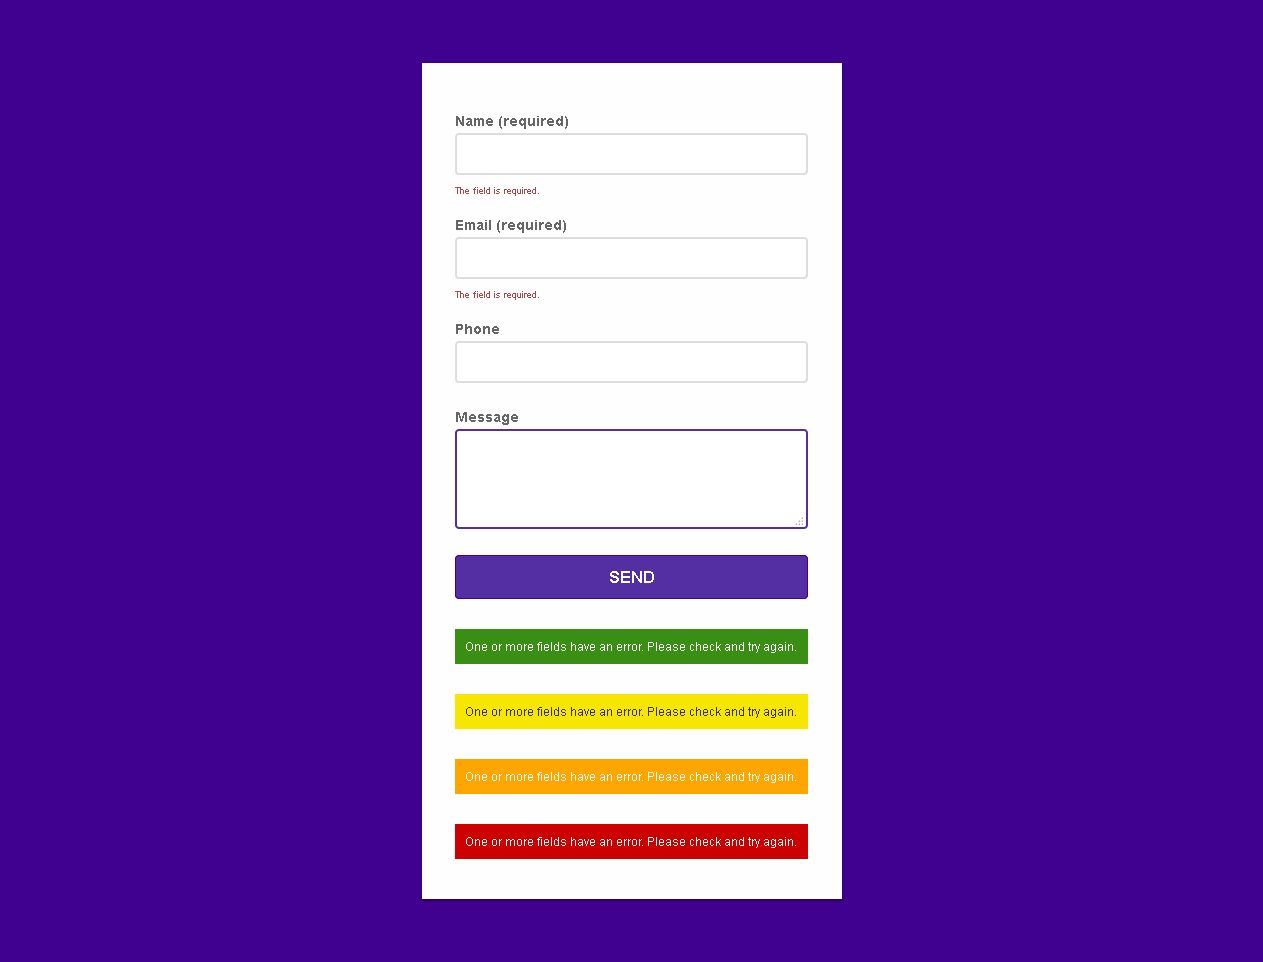 Name (required)
The field is required.
Email (required)
The field is required.
Phone
Message
SEND
One or more fields have an error. Please check and try again.
One or more fields have an error. Please check and try again.
One or more fields have an error. Please check and try again.
One or more fields have an error. Please check and try again.